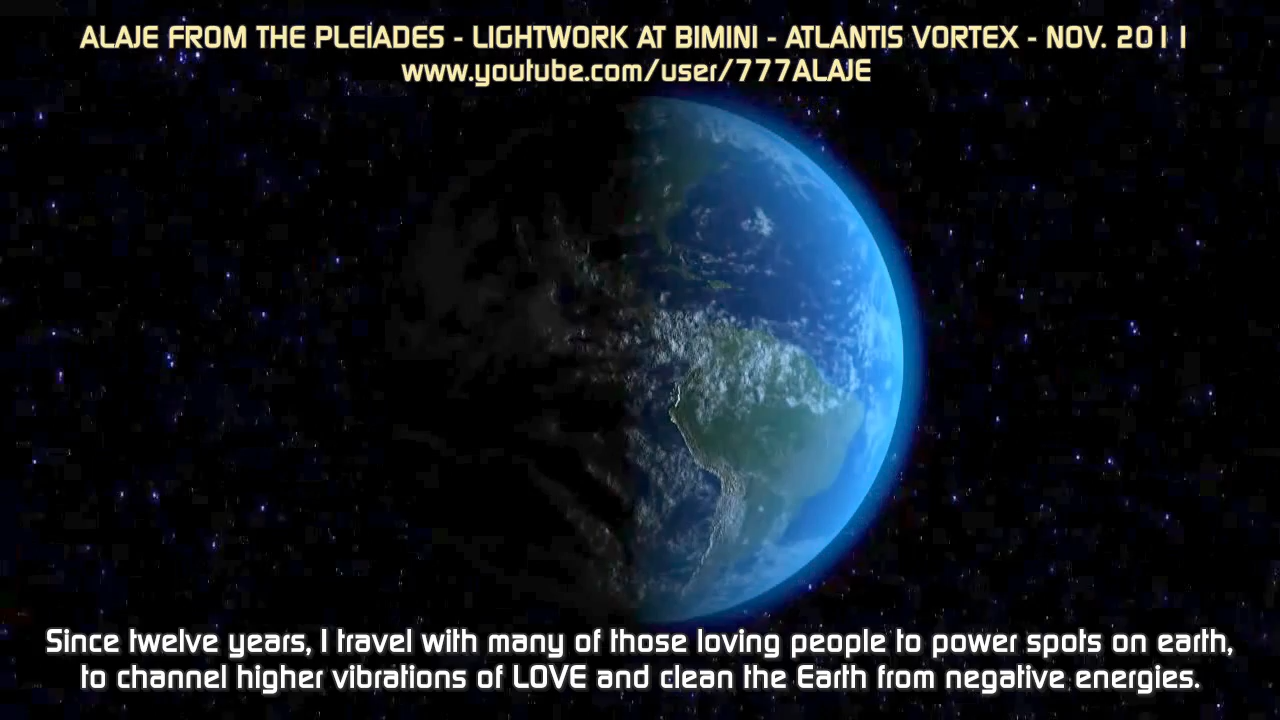 ALAJE FROM THE PLEIADES - LIGHTWORK AT BIMINI - ATLANTIS VORTEX - NOV. 2011
www.youtube.com/user/777ALAJE
Since twelve years, I travel with many of those loving people to power spots on earth,
to channel higher vibrations of LOVE and clean the Earth from negative energies.